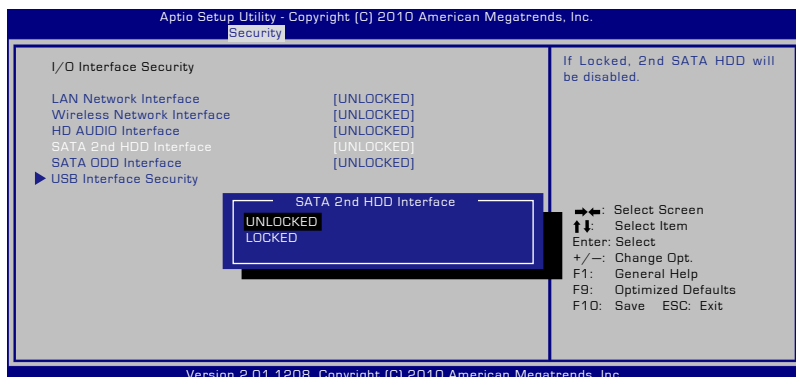 Aptio Setup Utility - Copyright (C) 2010 American Megatrends, Inc.
Security
I/O Interface Security
LAN Network Interface [UNLOCKED]
Wireless Network Interface [UNLOCKED]
HD AUDIO Interface [UNLOCKED]
SATA 2nd HDD Interface [UNLOCKED]
SATA ODD Interface [UNLOCKED]
USB Interface Security
SATA 2nd HDD Interface
UNLOCKED
LOCKED
If Locked, 2nd SATA HDD will
be disabled.
→←: Select Screen
↑↓: Select Item
Enter: Select
+/—: Change Opt.
F1: General Help
F9: Optimized Defaults
F10: Save ESC: Exit
Version 2.01.1208. Copyright (C) 2010 American Megatrends, Inc.